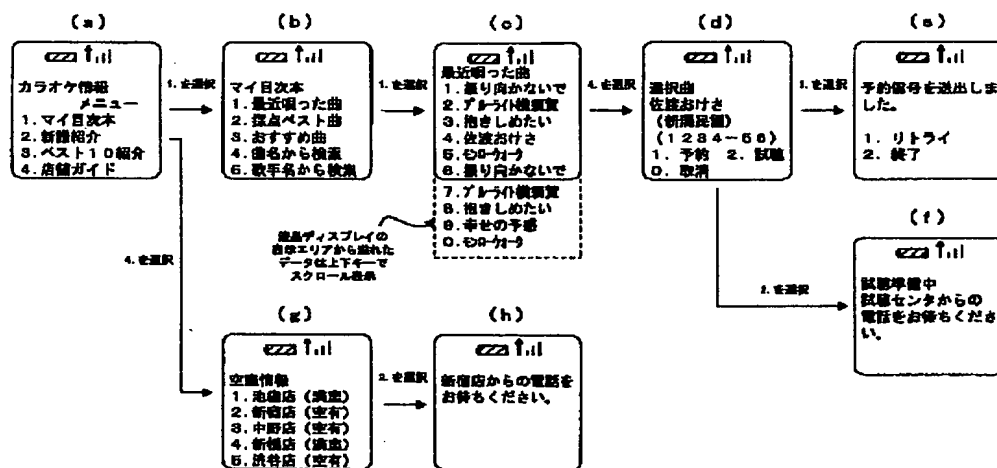 (a)
カラオケ情報
メニュー
1.マイ目次本
2.新譜紹介
3.ベスト10紹介
4.店舗ガイド
1.を選択
4.を選択
(b)
マイ目次本
1.最近唄った曲
2.採点ベスト曲
3.おすすめ曲
4.曲名から検索
5.歌手名から検索
1.を選択
(c)
最近唄った曲
1.振り向かないで
2.ブルーライト横須賀
3.抱きしめたい
4.佐渡おけさ
5.モンローウォーク
6.振り向かないで
7.ブルーライト横須賀
8.抱きしめたい
9.幸せの予感
0.モンローウォーク
液晶ディスプレイの
表示エリアから溢れた
データは上下キーで
スクロール表示
4.を選択
(d)
選択曲
佐渡おけさ
(新潟民謡)
(1234-56)
1.予約 2.試聴
0.取消
1.を選択
2.を選択
(e)
予約信号を送出しま
した。
1.リトライ
2.終了
(f)
試聴準備中
試聴センタからの
電話をお待ちくださ
い。
(g)
空室情報
1.池袋店(満室)
2.新宿店(空有)
3.中野店(空有)
4.新橋店(満室)
5.渋谷店(空有)
2.を選択
(h)
新宿店からの電話を
お待ちください。